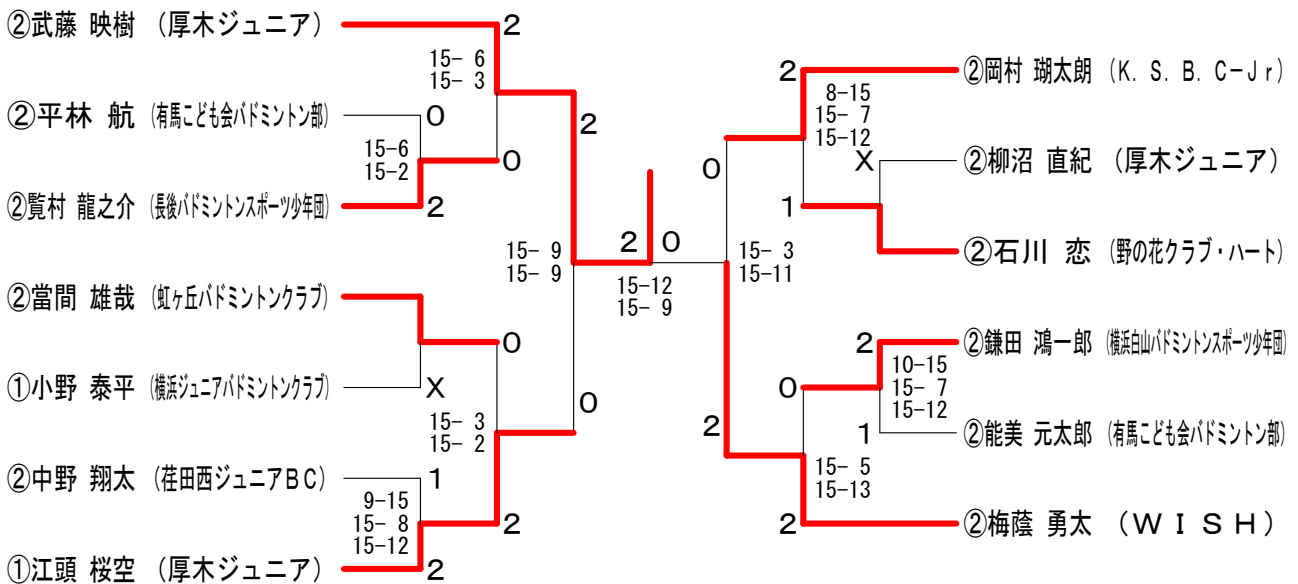 ②武藤 映樹 (厚木ジュニア)
2
15- 6
15- 3
②平林 航 (有馬こども会バドミントン部)
0
15-6
15-2
0
②覧村 龍之介 (長後バドミントンスポーツ少年団)
2
2
15- 9
15- 9
②當間 雄哉 (虹ヶ丘バドミントンクラブ)
0
①小野 泰平 (横浜ジュニアバドミントンクラブ)
X
15- 3
15- 2
0
②中野 翔太 (荏田西ジュニアBC)
1
9-15
15- 8
15-12
2
①江頭 桜空 (厚木ジュニア)
2
2 0
15-12
15- 9
2
②岡村 瑚太朗 (K.S.B.C-Jr)
8-15
15- 7
15-12
0
X
②柳沼 直紀 (厚木ジュニア)
1
②石川 恋 (野の花クラブ・ハート)
15- 3
15-11
2
②鎌田 鴻一郎 (横浜白山バドミントンスポーツ少年団)
10-15
15- 7
15-12
0
2
1
②能美 元太郎 (有馬こども会バドミントン部)
15- 5
15-13
2
②梅蔭 勇太 (WISH)